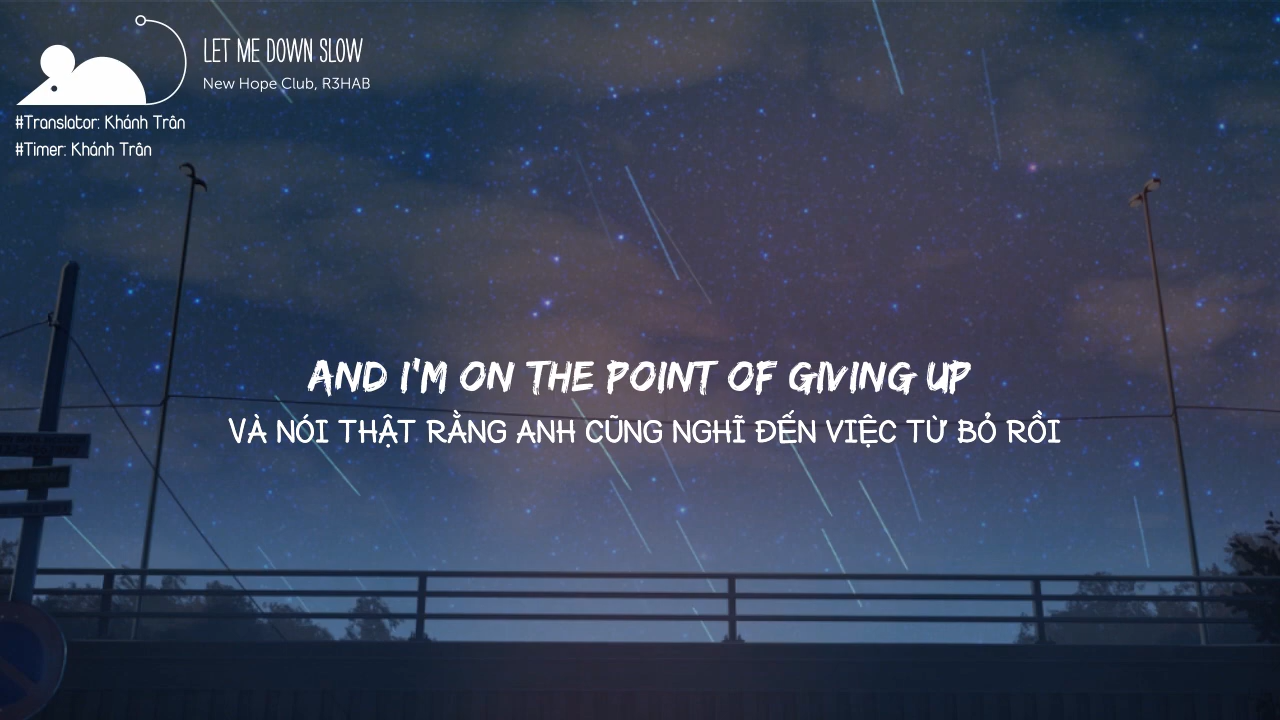 LET ME DOWN SLOW
New Hope Club, R3HAB
#Translator: Khánh Trân
#Timer: Khánh Trân
AND I'M ON THE POINT OF GIVING UP
VÀ NÓI THẬT RẰNG ANH CŨNG NGHĨ ĐẾN VIỆC TỪ BỎ RỒI